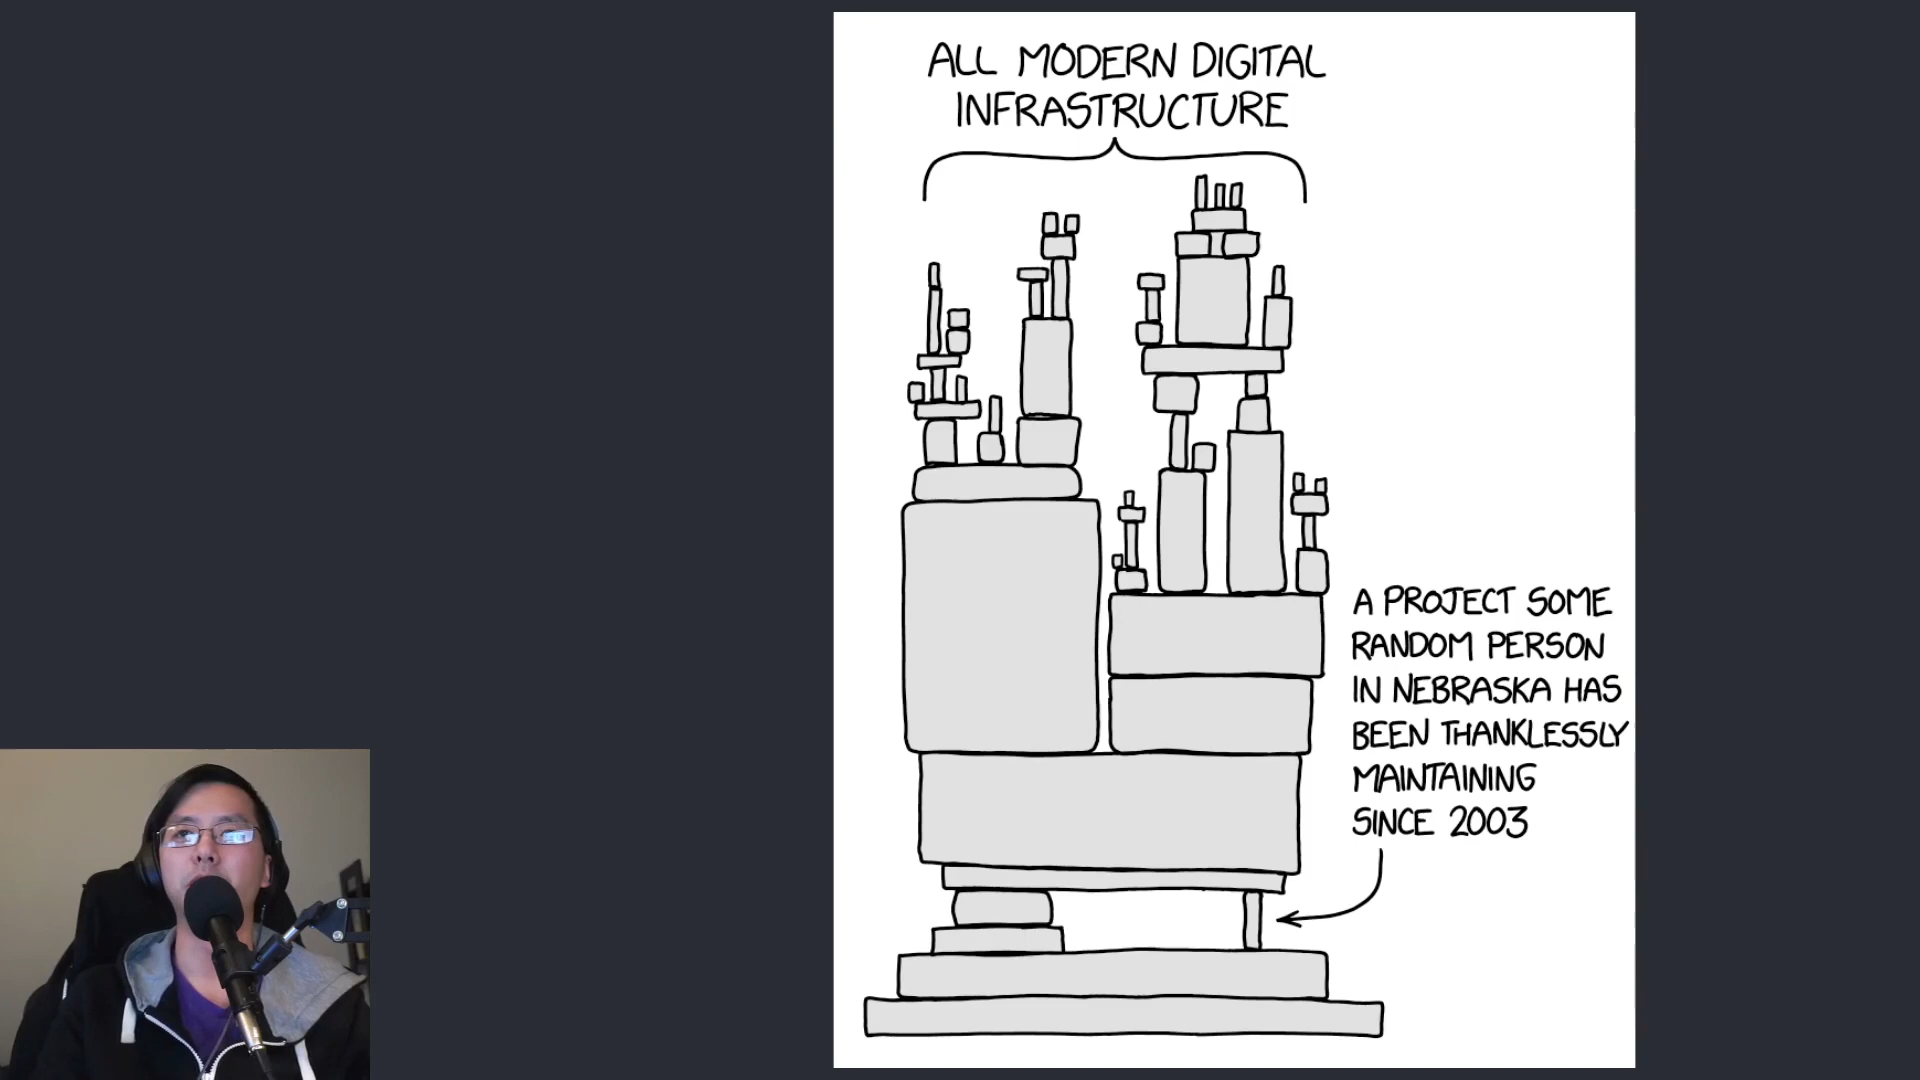 ALL MODERN DIGITAL
INFRASTRUCTURE
A PROJECT SOME
RANDOM PERSON
IN NEBRASKA HAS
BEEN THANKLESSLY
MAINTAINING
SINCE 2003